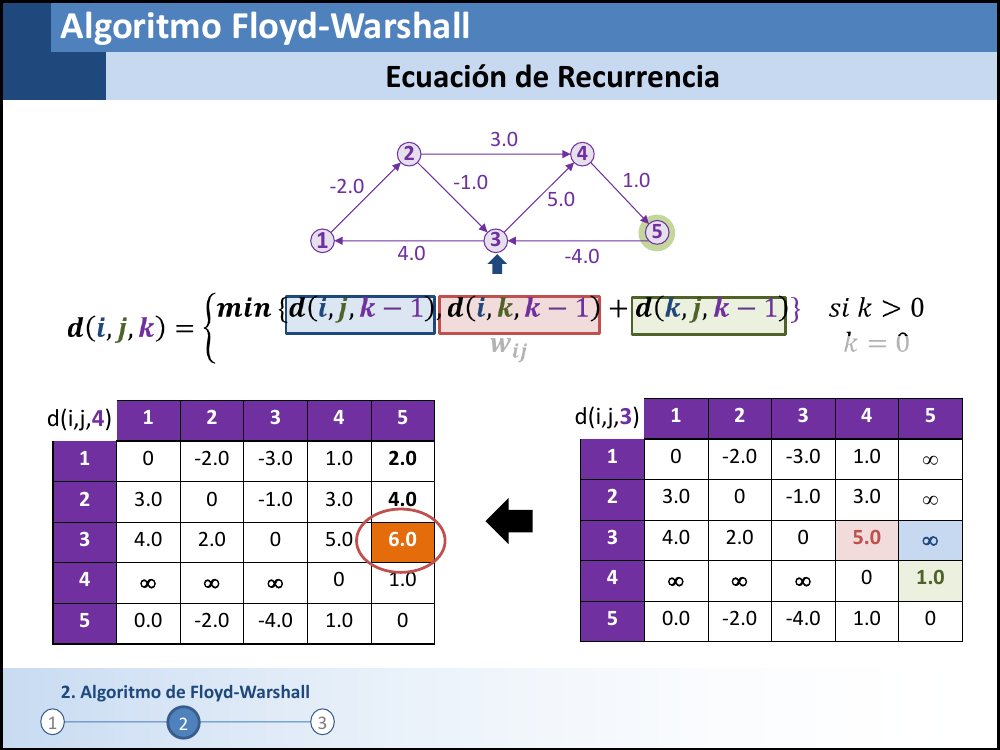 Algoritmo Floyd-Warshall
Ecuación de Recurrencia
3.0
2
4
-2.0
-1.0
1.0
5.0
5
1
3
4.0
-4.0
d(i,j,k) = { min {d(i,j,k−1), d(i,k,k−1) + d(k,j,k−1)} si k > 0
w_ij k = 0
d(i,j,4) 1 2 3 4 5
1 0 -2.0 -3.0 1.0 2.0
2 3.0 0 -1.0 3.0 4.0
3 4.0 2.0 0 5.0 6.0
4 ∞ ∞ ∞ 0 1.0
5 0.0 -2.0 -4.0 1.0 0
d(i,j,3) 1 2 3 4 5
1 0 -2.0 -3.0 1.0 ∞
2 3.0 0 -1.0 3.0 ∞
3 4.0 2.0 0 5.0 ∞
4 ∞ ∞ ∞ 0 1.0
5 0.0 -2.0 -4.0 1.0 0
2. Algoritmo de Floyd-Warshall
1 2 3